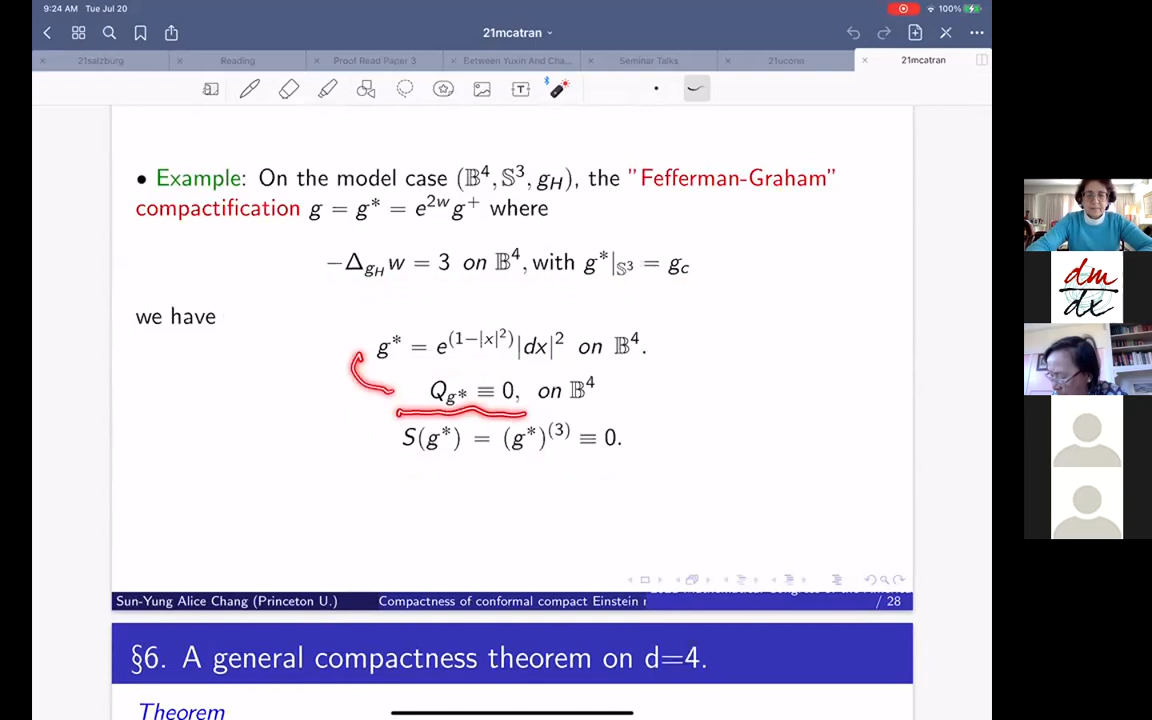 9:24 AM Tue Jul 20
100%
21mcatran
21salzburg
Reading
Proof Read Paper 3
Between Yuxin And Cha...
Seminar Talks
21uconn
21mcatran
• Example: On the model case (𝔹⁴, 𝕊³, g_H), the "Fefferman-Graham"
compactification g = g* = e^{2w}g⁺ where
−Δ_{g_H} w = 3 on 𝔹⁴, with g*|_{𝕊³} = g_c
we have
g* = e^{(1−|x|²)}|dx|² on 𝔹⁴.
Q_{g*} ≡ 0, on 𝔹⁴
S(g*) = (g*)^{(3)} ≡ 0.
Sun-Yung Alice Chang (Princeton U.)
Compactness of conformal compact Einstein
/ 28
§6. A general compactness theorem on d=4.
Theorem
dm
dx